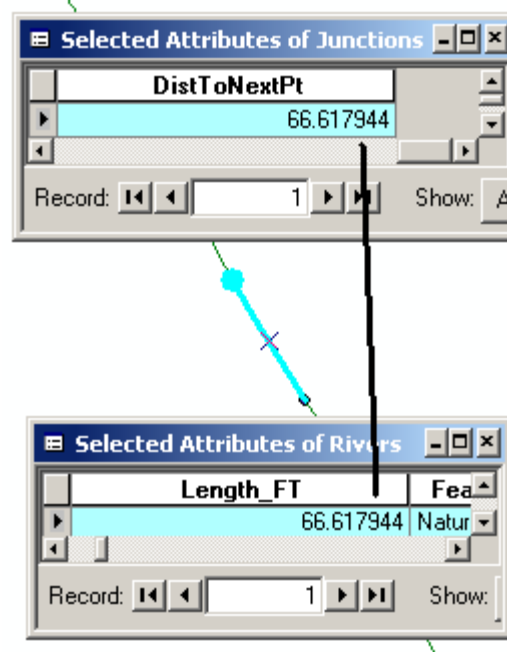 Selected Attributes of Junctions
DistToNextPt
66.617944
Record: 1 Show: A
Selected Attributes of Rivers
Length_FT Fea
66.617944 Natur
Record: 1 Show: